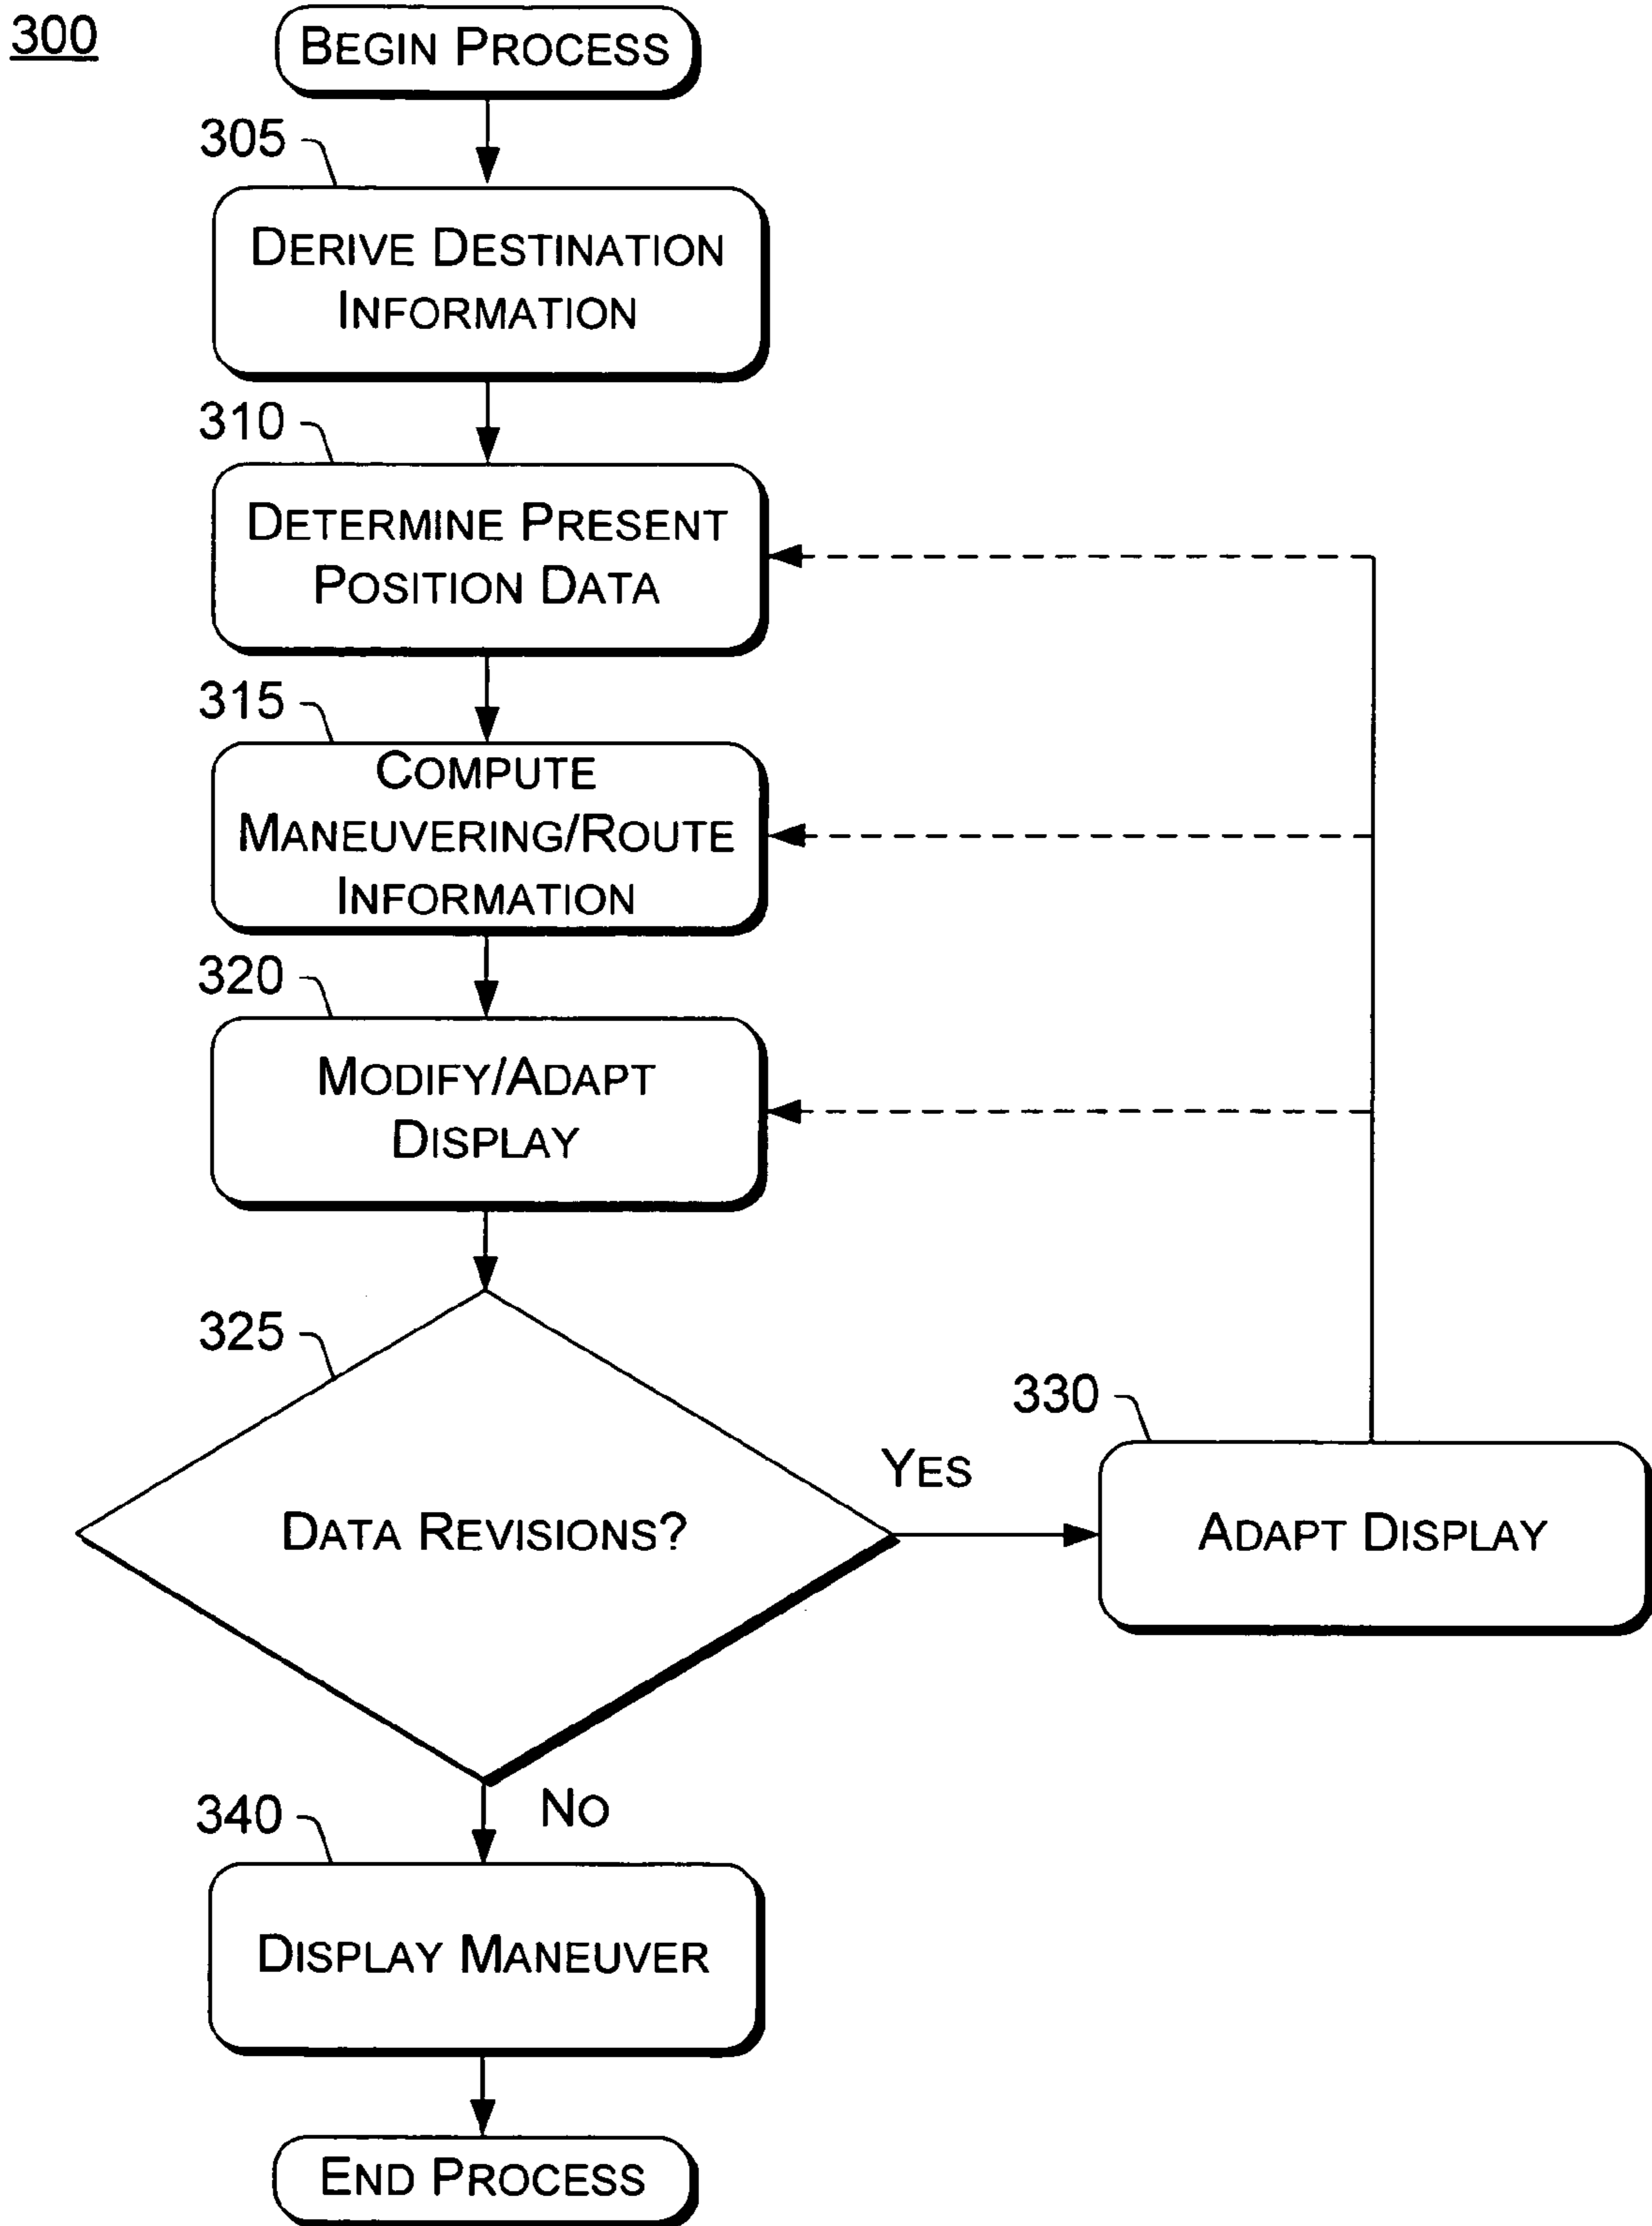 300
BEGIN PROCESS
305
DERIVE DESTINATION
INFORMATION
310
DETERMINE PRESENT
POSITION DATA
315
COMPUTE
MANEUVERING/ROUTE
INFORMATION
320
MODIFY/ADAPT
DISPLAY
325
DATA REVISIONS?
YES
330
ADAPT DISPLAY
NO
340
DISPLAY MANEUVER
END PROCESS